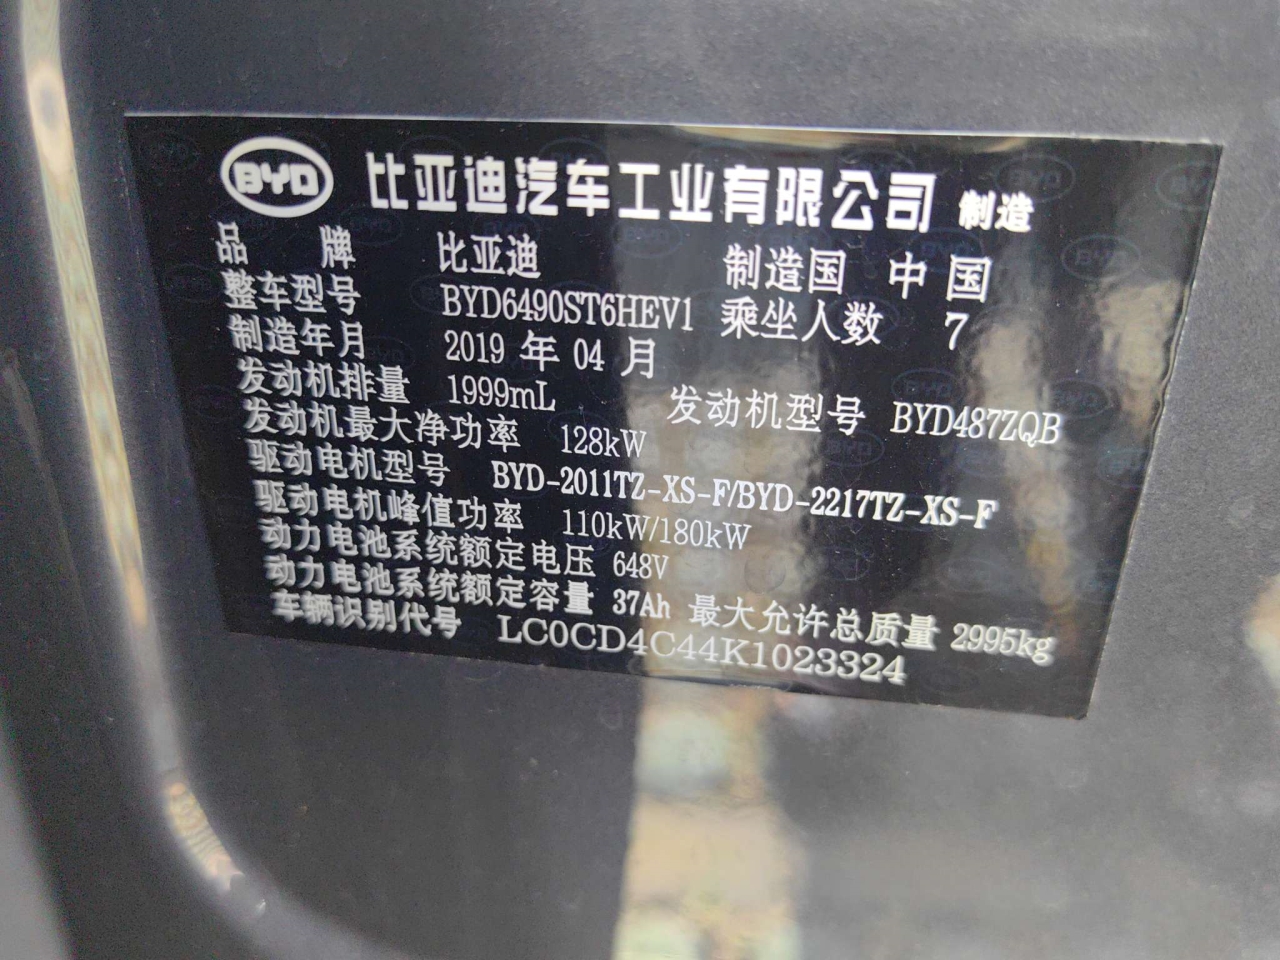 BYD 比亚迪汽车工业有限公司 制造
品 牌 比亚迪 制造国 中 国
整车型号 BYD6490ST6HEV1 乘坐人数 7
制造年月 2019 年 04 月
发动机排量 1999mL 发动机型号 BYD487ZQB
发动机最大净功率 128kW
驱动电机型号 BYD-2011TZ-XS-F/BYD-2217TZ-XS-F
驱动电机峰值功率 110kW/180kW
动力电池系统额定电压 648V
动力电池系统额定容量 37Ah 最大允许总质量 2995kg
车辆识别代号 LC0CD4C44K1023324